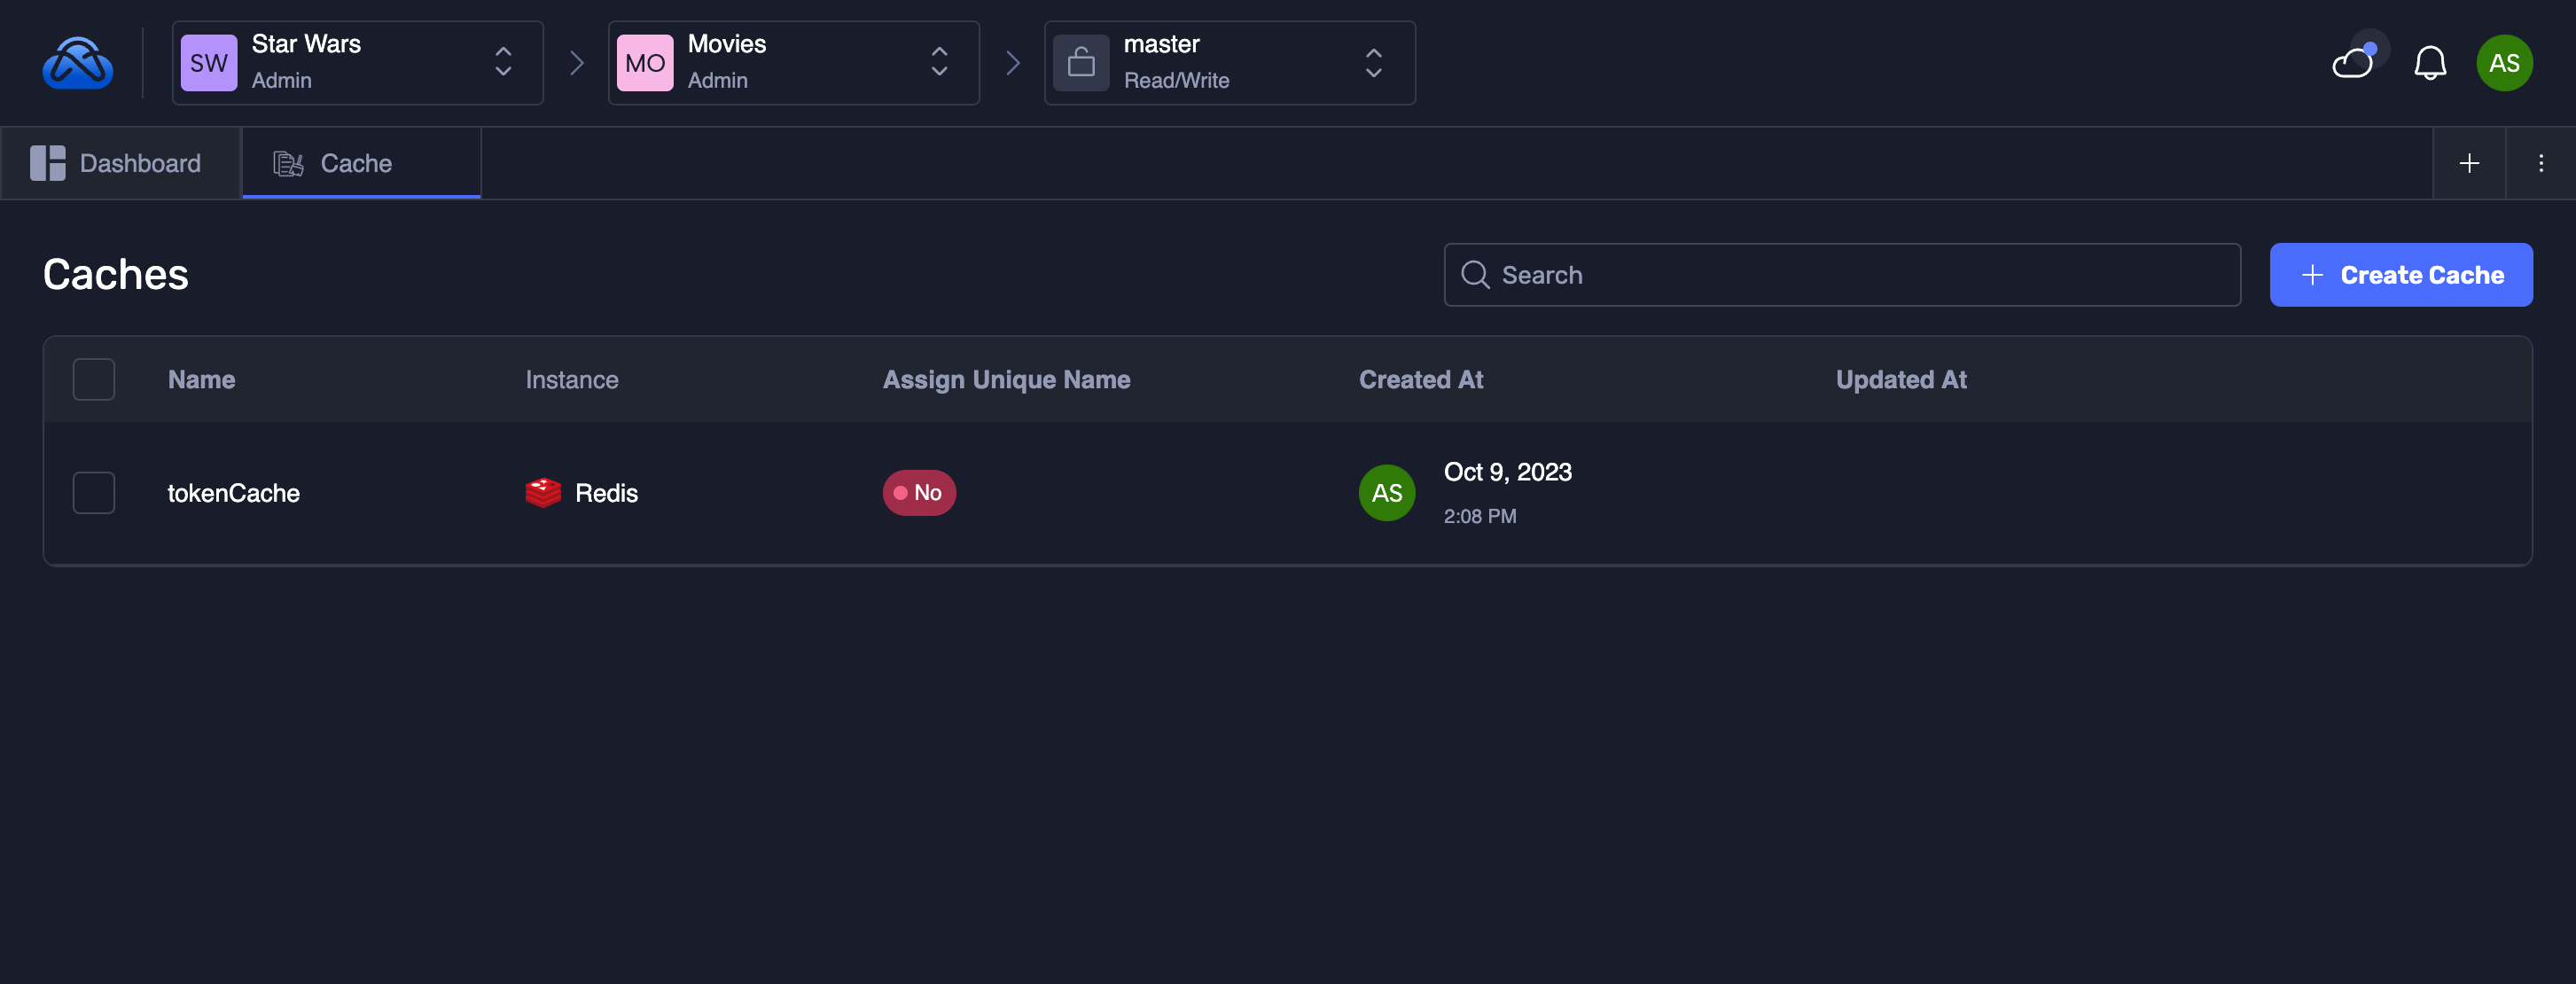 SW
Star Wars
Admin
MO
Movies
Admin
master
Read/Write
AS
Dashboard
Cache
Caches
Search
Create Cache
Name
Instance
Assign Unique Name
Created At
Updated At
tokenCache
Redis
No
AS
Oct 9, 2023
2:08 PM